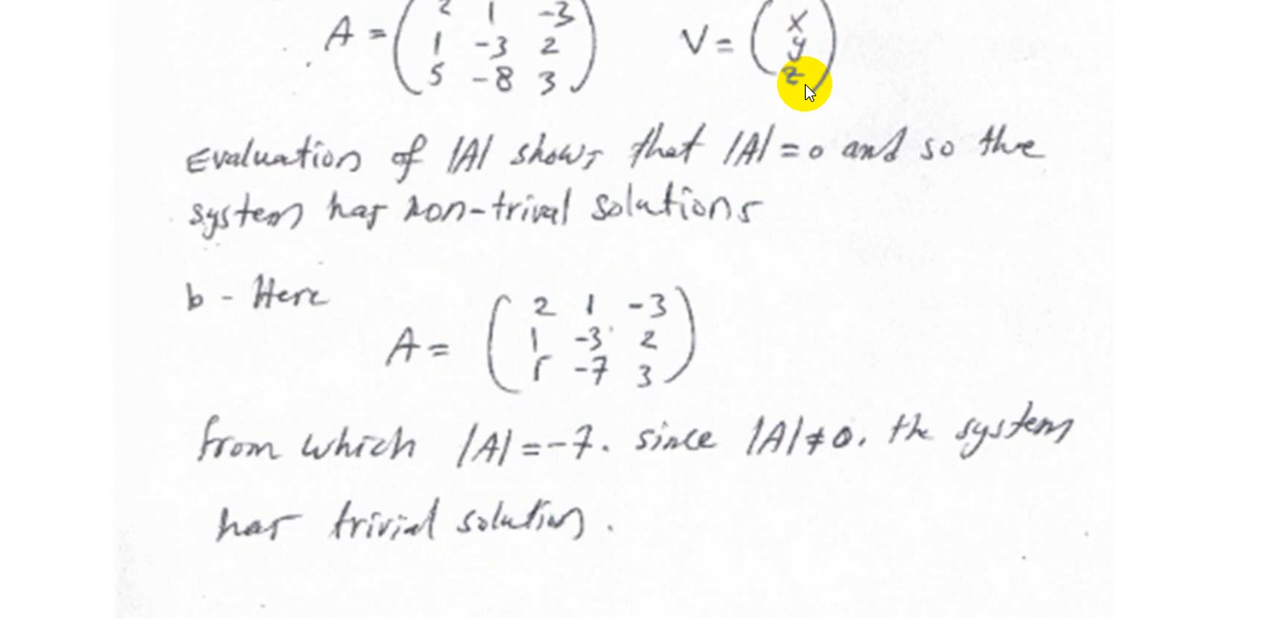 A = ( 2 1 -3
1 -3 2
5 -8 3 ) V = ( x
y
z )
Evaluation of |A| shows that |A| = 0 and so the
system has non-trival solutions
b - Here
A = ( 2 1 -3
1 -3 2
5 -7 3 )
from which |A| = -7. since |A| ≠ 0. the system
has trivial solution.